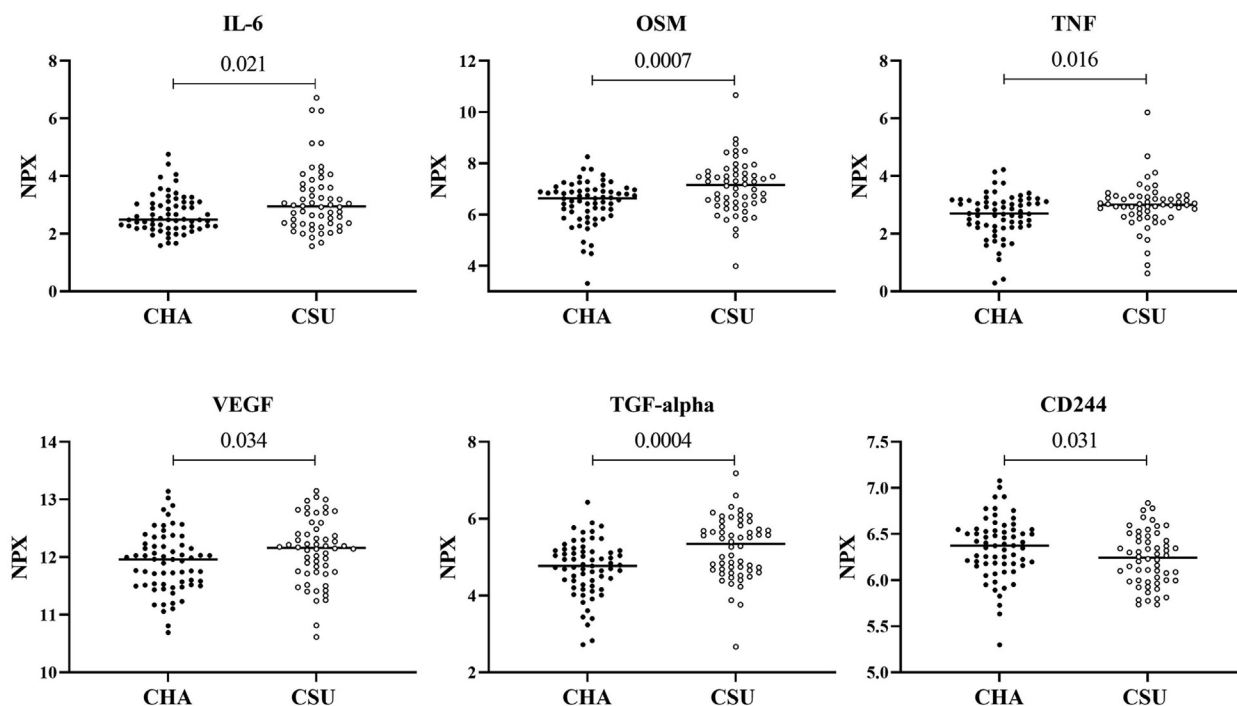 IL-6
OSM
TNF
8
6
4
2
0
NPX
0.021
CHA
CSU
12
10
8
6
4
NPX
0.0007
CHA
CSU
8
6
4
2
0
NPX
0.016
CHA
CSU
VEGF
TGF-alpha
CD244
14
13
12
11
10
NPX
0.034
CHA
CSU
8
6
4
2
NPX
0.0004
CHA
CSU
7.5
7.0
6.5
6.0
5.5
5.0
NPX
0.031
CHA
CSU